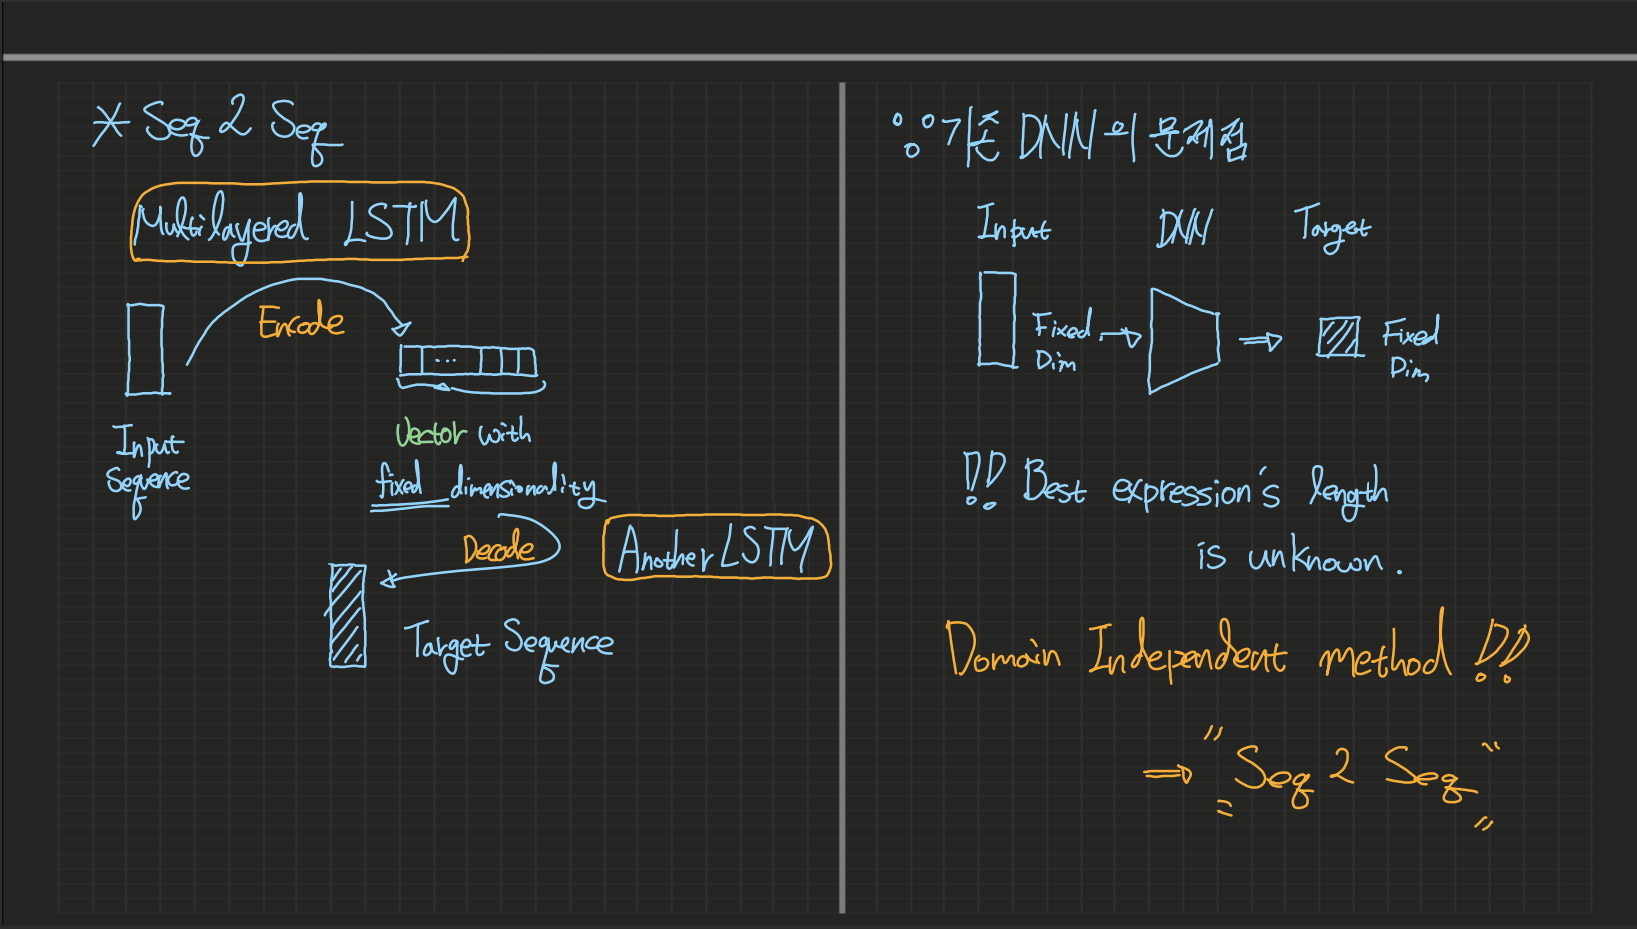 * Seq 2 Seq
Multilayered LSTM
Encode
...
Input
Sequence
Vector with
fixed dimensionality
Decode
Another LSTM
Target Sequence
∵ 기존 DNN의 문제점
Input DNN Target
Fixed
Dim
Fixed
Dim
!! Best expression's length
is unknown.
Domain Independent method !!
⇒ "Seq 2 Seq"